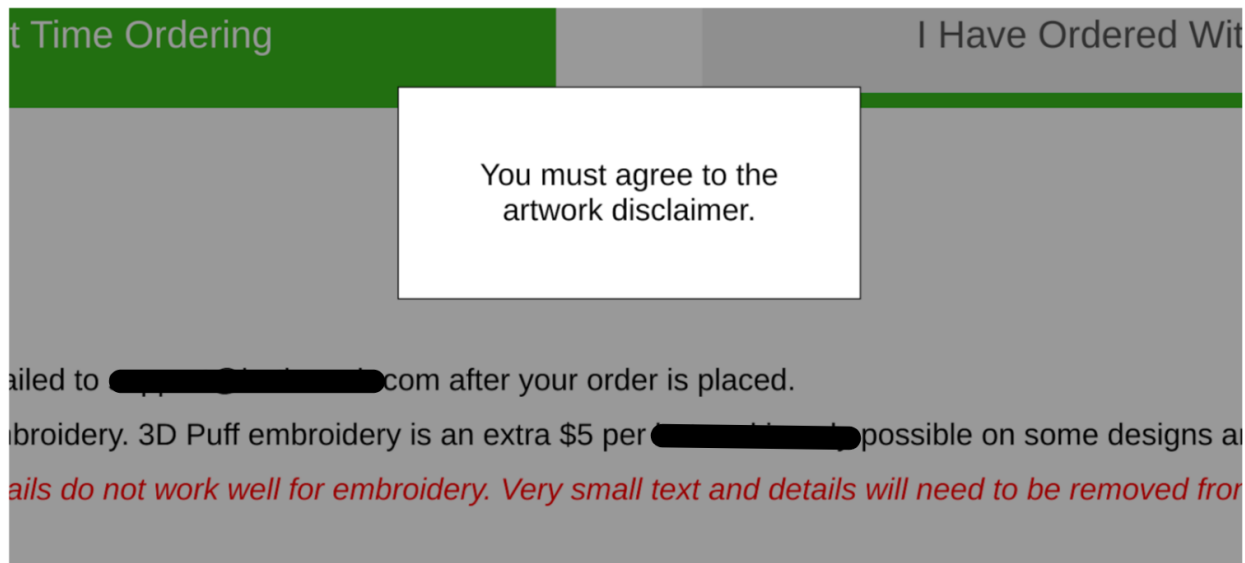 t Time Ordering
I Have Ordered Wit
You must agree to the
artwork disclaimer.
ailed to com after your order is placed.
broidery. 3D Puff embroidery is an extra $5 per possible on some designs ar
ails do not work well for embroidery. Very small text and details will need to be removed from